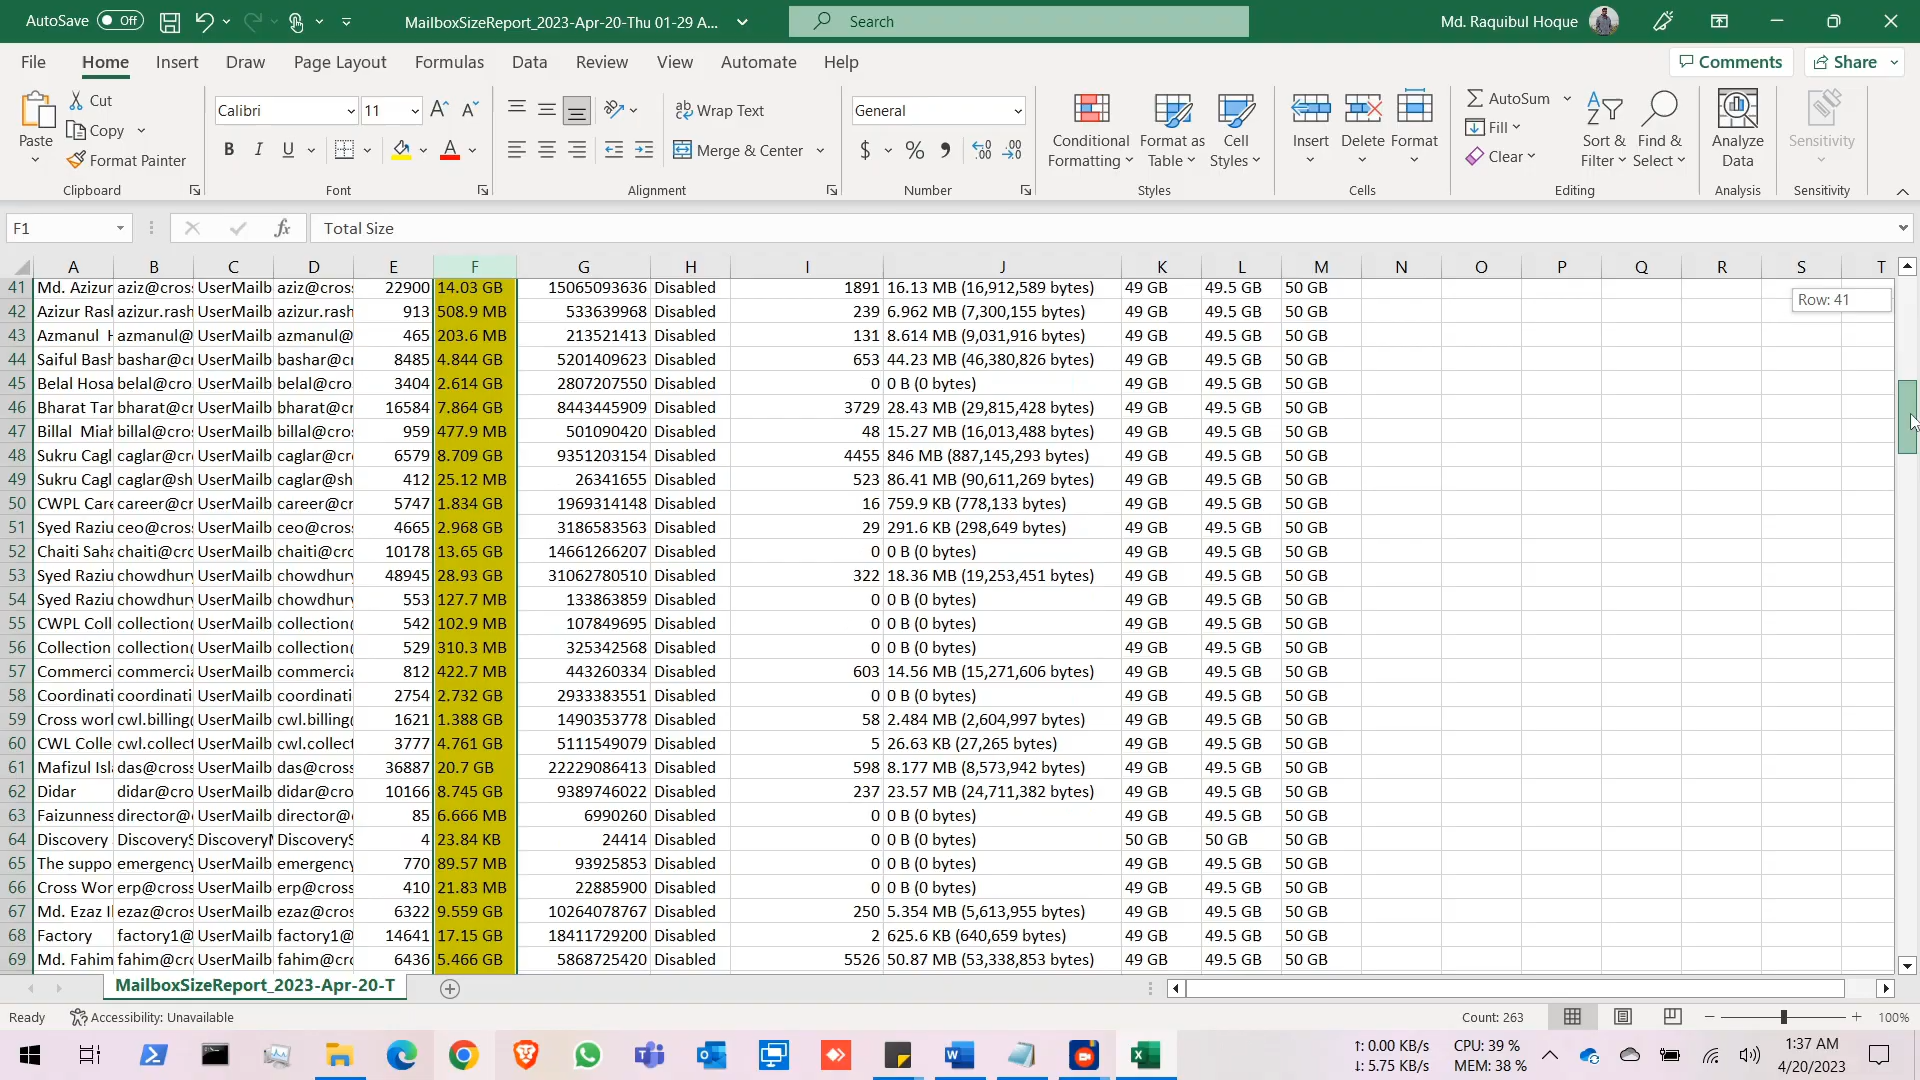 AutoSave Off MailboxSizeReport_2023-Apr-20-Thu 01-29 A... Search Md. Raquibul Hoque
File Home Insert Draw Page Layout Formulas Data Review View Automate Help Comments Share
Paste Cut Copy Format Painter Clipboard
Calibri 11 B I U Font
ab Wrap Text Merge & Center Alignment
General $ % Number
Conditional Formatting Format as Table Cell Styles Styles
Insert Delete Format Cells
AutoSum Fill Clear Sort & Filter Find & Select Editing
Analyze Data Analysis
Sensitivity Sensitivity
F1 fx Total Size
A B C D E F G H I J K L M N O P Q R S T
41 Md. Azizur aziz@cross UserMailb aziz@cross 22900 14.03 GB 15065093636 Disabled 1891 16.13 MB (16,912,589 bytes) 49 GB 49.5 GB 50 GB Row: 41
42 Azizur Rasl azizur.rash UserMailb azizur.rash 913 508.9 MB 533639968 Disabled 239 6.962 MB (7,300,155 bytes) 49 GB 49.5 GB 50 GB
43 Azmanul H azmanul@ UserMailb azmanul@ 465 203.6 MB 213521413 Disabled 131 8.614 MB (9,031,916 bytes) 49 GB 49.5 GB 50 GB
44 Saiful Bash bashar@cr UserMailb bashar@cr 8485 4.844 GB 5201409623 Disabled 653 44.23 MB (46,380,826 bytes) 49 GB 49.5 GB 50 GB
45 Belal Hosa belal@cro UserMailb belal@cro 3404 2.614 GB 2807207550 Disabled 0 0 B (0 bytes) 49 GB 49.5 GB 50 GB
46 Bharat Tar bharat@cr UserMailb bharat@cr 16584 7.864 GB 8443445909 Disabled 3729 28.43 MB (29,815,428 bytes) 49 GB 49.5 GB 50 GB
47 Billal Miah billal@cro UserMailb billal@cro 959 477.9 MB 501090420 Disabled 48 15.27 MB (16,013,488 bytes) 49 GB 49.5 GB 50 GB
48 Sukru Cagl caglar@cr UserMailb caglar@cr 6579 8.709 GB 9351203154 Disabled 4455 846 MB (887,145,293 bytes) 49 GB 49.5 GB 50 GB
49 Sukru Cagl caglar@sh UserMailb caglar@sh 412 25.12 MB 26341655 Disabled 523 86.41 MB (90,611,269 bytes) 49 GB 49.5 GB 50 GB
50 CWPL Care career@cr UserMailb career@cr 5747 1.834 GB 1969314148 Disabled 16 759.9 KB (778,133 bytes) 49 GB 49.5 GB 50 GB
51 Syed Raziu ceo@cross UserMailb ceo@cross 4665 2.968 GB 3186583563 Disabled 29 291.6 KB (298,649 bytes) 49 GB 49.5 GB 50 GB
52 Chaiti Saha chaiti@cro UserMailb chaiti@cro 10178 13.65 GB 14661266207 Disabled 0 0 B (0 bytes) 49 GB 49.5 GB 50 GB
53 Syed Raziu chowdhury UserMailb chowdhury 48945 28.93 GB 31062780510 Disabled 322 18.36 MB (19,253,451 bytes) 49 GB 49.5 GB 50 GB
54 Syed Raziu chowdhury UserMailb chowdhury 553 127.7 MB 133863859 Disabled 0 0 B (0 bytes) 49 GB 49.5 GB 50 GB
55 CWPL Coll collection@ UserMailb collection@ 542 102.9 MB 107849695 Disabled 0 0 B (0 bytes) 49 GB 49.5 GB 50 GB
56 Collection collection@ UserMailb collection@ 529 310.3 MB 325342568 Disabled 0 0 B (0 bytes) 49 GB 49.5 GB 50 GB
57 Commerci commercia UserMailb commercia 812 422.7 MB 443260334 Disabled 603 14.56 MB (15,271,606 bytes) 49 GB 49.5 GB 50 GB
58 Coordinati coordinati UserMailb coordinati 2754 2.732 GB 2933383551 Disabled 0 0 B (0 bytes) 49 GB 49.5 GB 50 GB
59 Cross worl cwl.billing@ UserMailb cwl.billing@ 1621 1.388 GB 1490353778 Disabled 58 2.484 MB (2,604,997 bytes) 49 GB 49.5 GB 50 GB
60 CWL Colle cwl.collect UserMailb cwl.collect 3777 4.761 GB 5111549079 Disabled 5 26.63 KB (27,265 bytes) 49 GB 49.5 GB 50 GB
61 Mafizul Isl das@cross UserMailb das@cross 36887 20.7 GB 22229086413 Disabled 598 8.177 MB (8,573,942 bytes) 49 GB 49.5 GB 50 GB
62 Didar didar@cro UserMailb didar@cro 10166 8.745 GB 9389746022 Disabled 237 23.57 MB (24,711,382 bytes) 49 GB 49.5 GB 50 GB
63 Faizunness director@ UserMailb director@ 85 6.666 MB 6990260 Disabled 0 0 B (0 bytes) 49 GB 49.5 GB 50 GB
64 Discovery DiscoveryS DiscoveryM DiscoveryS 4 23.84 KB 24414 Disabled 0 0 B (0 bytes) 50 GB 50 GB 50 GB
65 The suppo emergency UserMailb emergency 770 89.57 MB 93925853 Disabled 0 0 B (0 bytes) 49 GB 49.5 GB 50 GB
66 Cross Wor erp@cross UserMailb erp@cross 410 21.83 MB 22885900 Disabled 0 0 B (0 bytes) 49 GB 49.5 GB 50 GB
67 Md. Ezaz I ezaz@cros UserMailb ezaz@cros 6322 9.559 GB 10264078767 Disabled 250 5.354 MB (5,613,955 bytes) 49 GB 49.5 GB 50 GB
68 Factory factory1@ UserMailb factory1@ 14641 17.15 GB 18411729200 Disabled 2 625.6 KB (640,659 bytes) 49 GB 49.5 GB 50 GB
69 Md. Fahim fahim@cro UserMailb fahim@cro 6436 5.466 GB 5868725420 Disabled 5526 50.87 MB (53,338,853 bytes) 49 GB 49.5 GB 50 GB
MailboxSizeReport_2023-Apr-20-T
Ready Accessibility: Unavailable Count: 263 100%
↑: 0.00 KB/s CPU: 39 % 1:37 AM
↓: 5.75 KB/s MEM: 38 % 4/20/2023